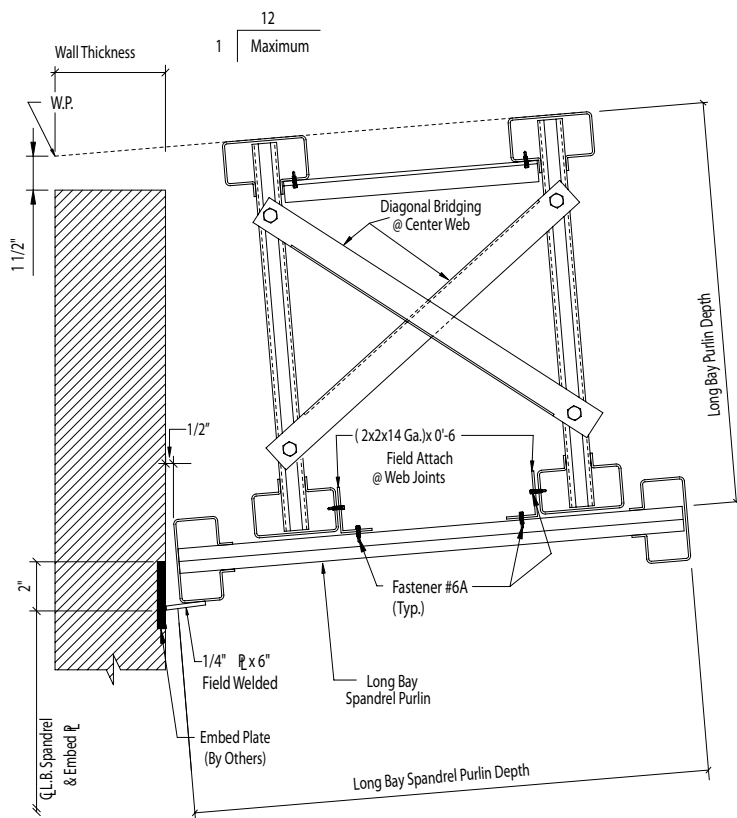 12
1 Maximum
Wall Thickness
W.P.
1 1/2"
Diagonal Bridging
@ Center Web
Long Bay Purlin Depth
1/2"
( 2x2x14 Ga.)x 0'-6
Field Attach
@ Web Joints
2"
Fastener #6A
(Typ.)
1/4" ℄ x 6"
Field Welded
Long Bay
Spandrel Purlin
Embed Plate
(By Others)
℄ L.B. Spandrel
& Embed PL
Long Bay Spandrel Purlin Depth